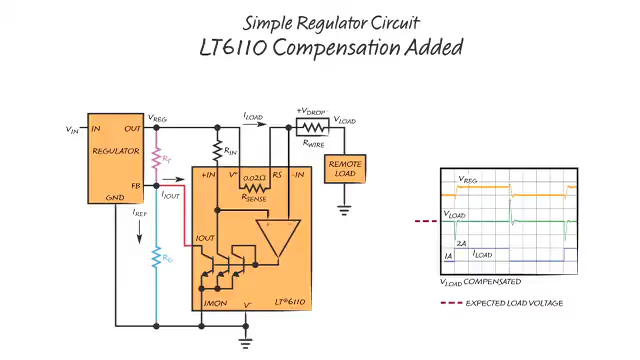 Simple Regulator Circuit
LT6110 Compensation Added
VREG
ILOAD
+VDROP-
VLOAD
VIN
IN
OUT
REGULATOR
RIN
RWIRE
FB
GND
IIOUT
IREF
+IN
V+
0.02Ω
RS
-IN
RSENSE
REMOTE
LOAD
IOUT
IMON
LT®6110
V-
VREG
VLOAD
2A
1A
ILOAD
VLOAD COMPENSATED
EXPECTED LOAD VOLTAGE